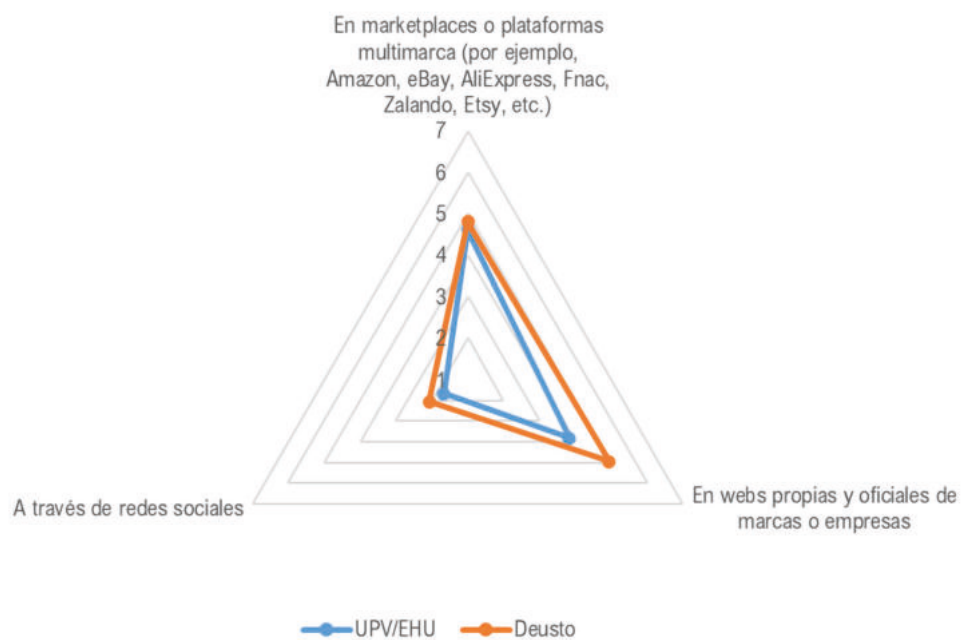 En marketplaces o plataformas
multimarca (por ejemplo,
Amazon, eBay, AliExpress, Fnac,
Zalando, Etsy, etc.)
7
6
5
4
3
2
1
A través de redes sociales
En webs propias y oficiales de
marcas o empresas
UPV/EHU
Deusto